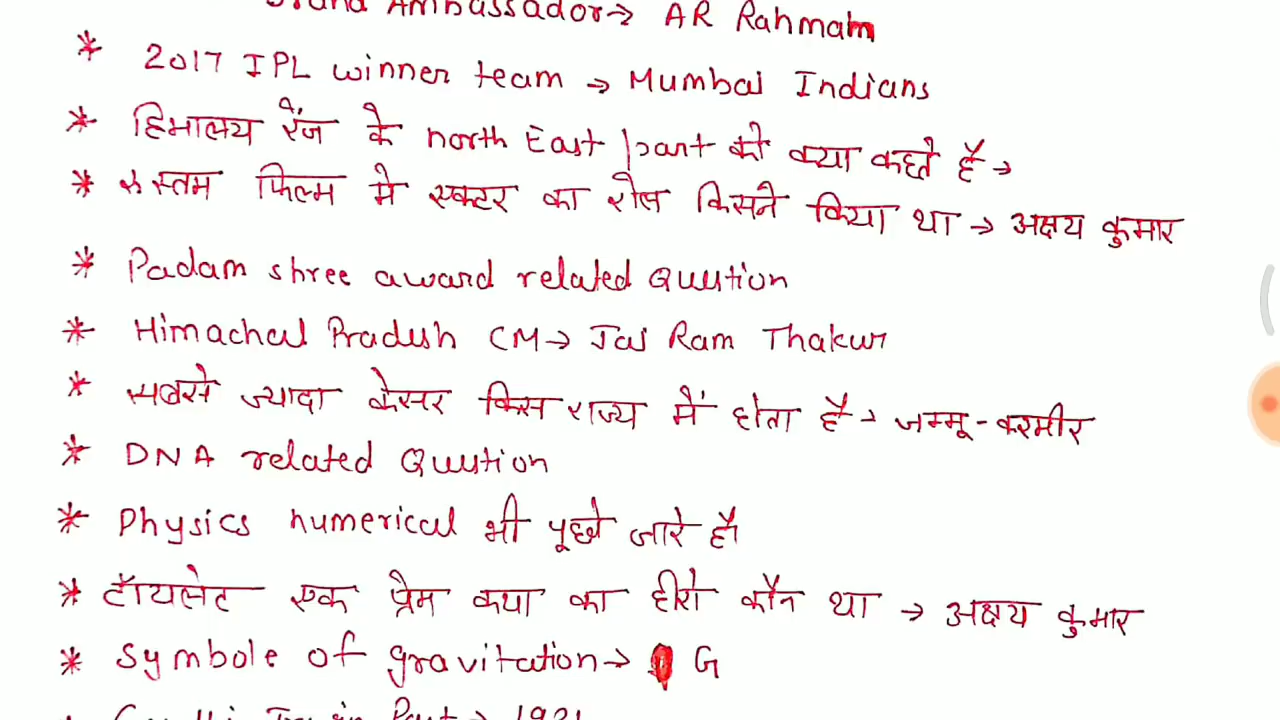 Ambassador → AR Rahmam
* 2017 IPL winner team → Mumbai Indians
* हिमालय रेंज के north East part को क्या कहते है →
* रुस्तम फिल्म मे एक्टर का रोल किसने किया था → अक्षय कुमार
* Padam shree award related Question
* Himachal Pradesh CM → Jai Ram Thakur
* सबसे ज्यादा केसर किस राज्य में होता है → जम्मू-कश्मीर
* DNA related Question
* Physics numerical भी पूछे जारे है।
* टॉयलेट एक प्रेम कथा का हीरो कौन था → अक्षय कुमार
* Symbole of gravitation → G